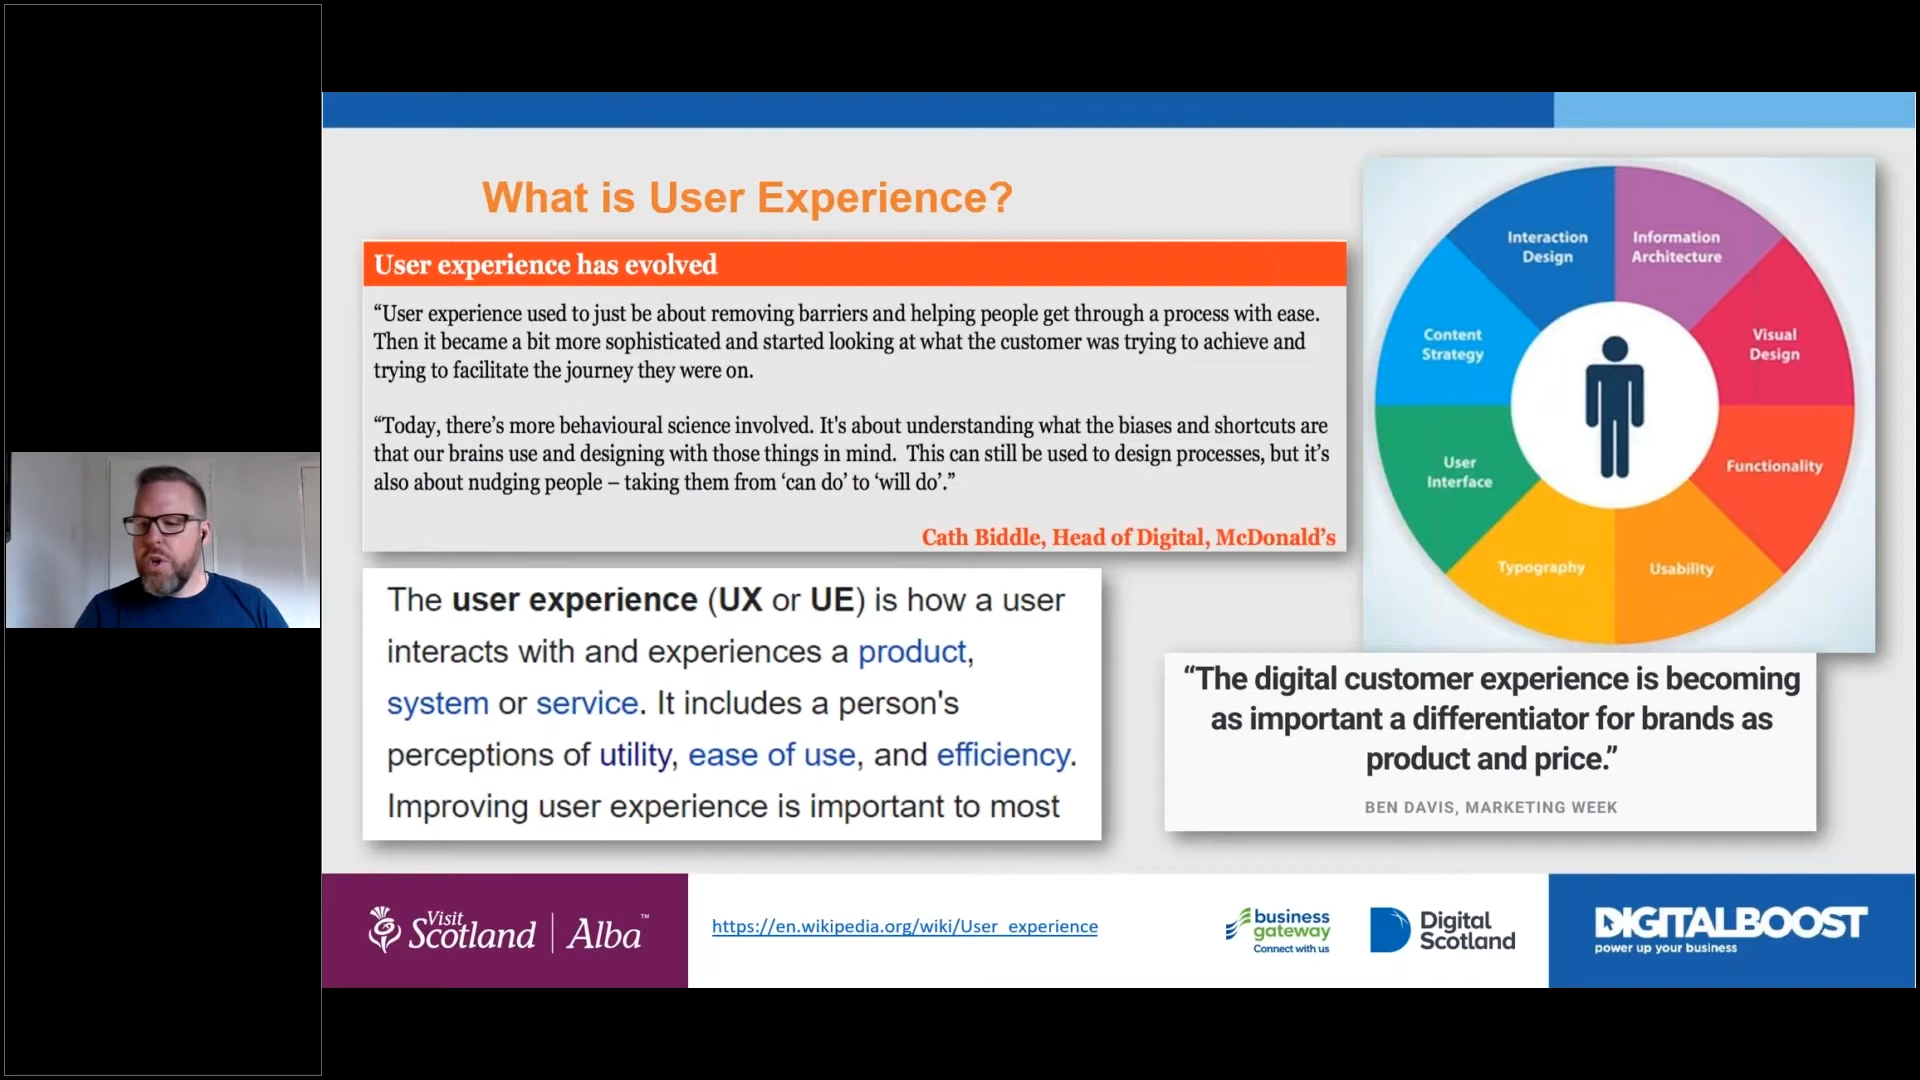 What is User Experience?
User experience has evolved
“User experience used to just be about removing barriers and helping people get through a process with ease.
Then it became a bit more sophisticated and started looking at what the customer was trying to achieve and
trying to facilitate the journey they were on.
“Today, there’s more behavioural science involved. It's about understanding what the biases and shortcuts are
that our brains use and designing with those things in mind. This can still be used to design processes, but it’s
also about nudging people – taking them from ‘can do’ to ‘will do’.”
Cath Biddle, Head of Digital, McDonald’s
The user experience (UX or UE) is how a user
interacts with and experiences a product,
system or service. It includes a person's
perceptions of utility, ease of use, and efficiency.
Improving user experience is important to most
Interaction
Design
Information
Architecture
Visual
Design
Functionality
Usability
Typography
User
Interface
Content
Strategy
“The digital customer experience is becoming
as important a differentiator for brands as
product and price.”
BEN DAVIS, MARKETING WEEK
Visit
Scotland | Alba™
https://en.wikipedia.org/wiki/User_experience
business
gateway
Connect with us
Digital
Scotland
DIGITALBOOST
power up your business